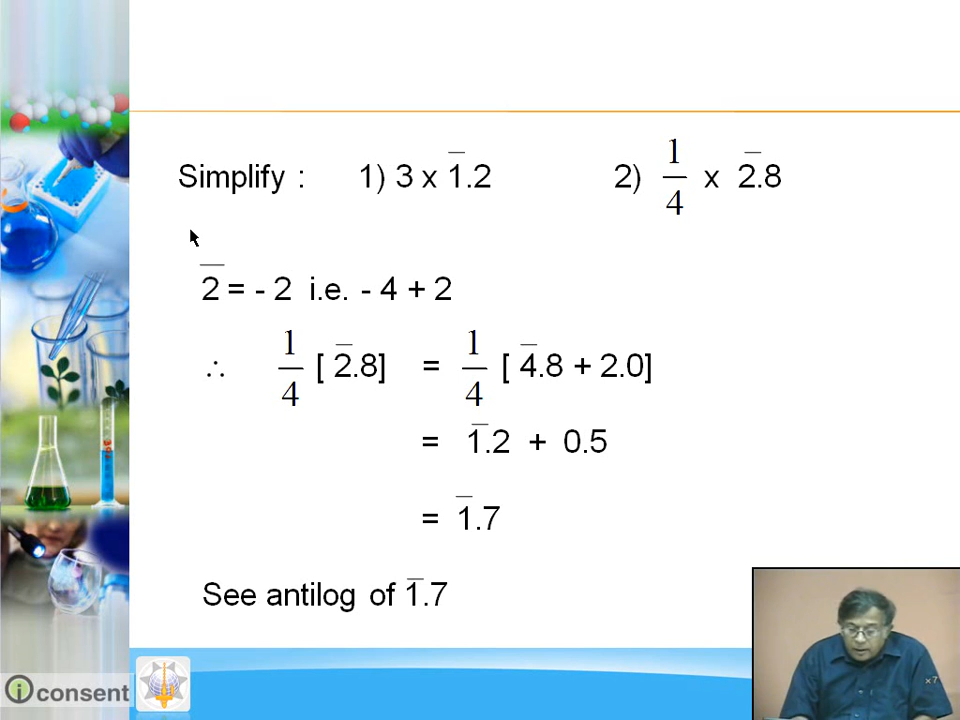 Simplify : 1) 3 x 1̅.2 2) 1/4 x 2̅.8
2̅ = - 2 i.e. - 4 + 2
∴ 1/4 [ 2̅.8] = 1/4 [ 4̅.8 + 2.0]
= 1̅.2 + 0.5
= 1̅.7
See antilog of 1̅.7
i consent
x7